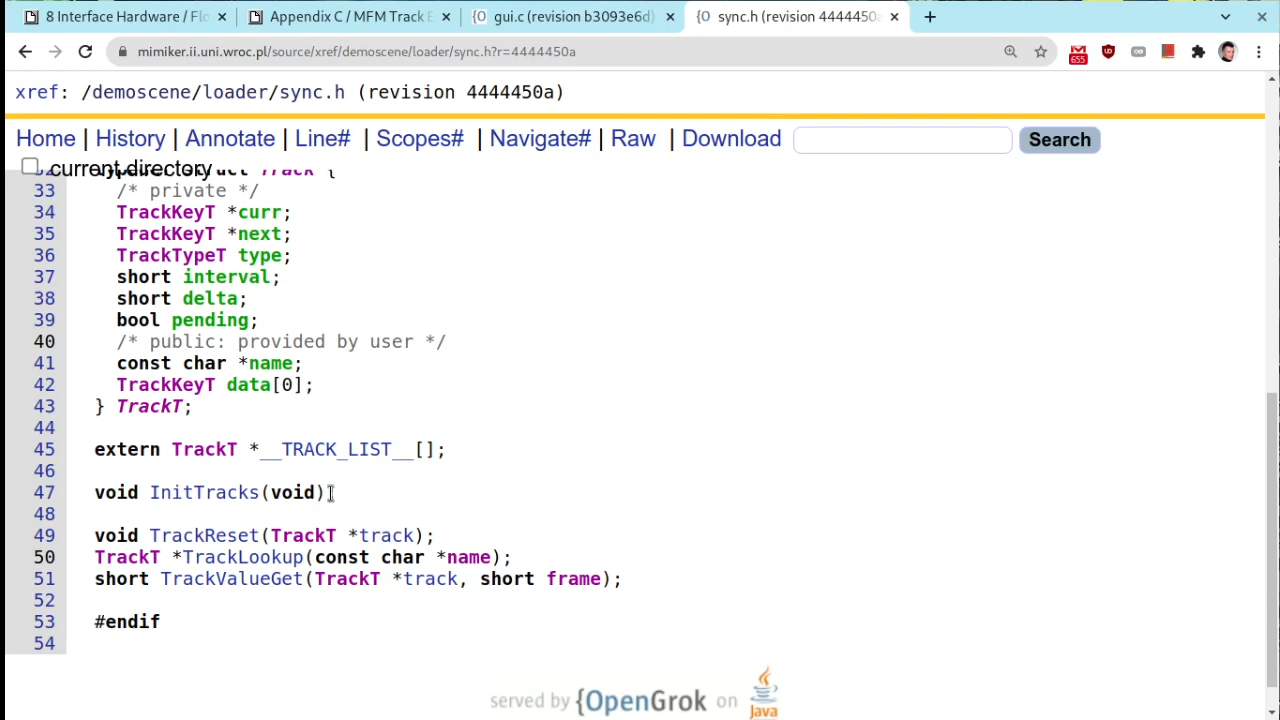 8 Interface Hardware / Flo
Appendix C / MFM Track E
gui.c (revision b3093e6d)
sync.h (revision 4444450a
mimiker.ii.uni.wroc.pl/source/xref/demoscene/loader/sync.h?r=4444450a
655
xref: /demoscene/loader/sync.h (revision 4444450a)
Home | History | Annotate | Line# | Scopes# | Navigate# | Raw | Download
Search
current directory
33 /* private */
34 TrackKeyT *curr;
35 TrackKeyT *next;
36 TrackTypeT type;
37 short interval;
38 short delta;
39 bool pending;
40 /* public: provided by user */
41 const char *name;
42 TrackKeyT data[0];
43 } TrackT;
44
45 extern TrackT *__TRACK_LIST__[];
46
47 void InitTracks(void)
48
49 void TrackReset(TrackT *track);
50 TrackT *TrackLookup(const char *name);
51 short TrackValueGet(TrackT *track, short frame);
52
53 #endif
54
served by {OpenGrok on Java